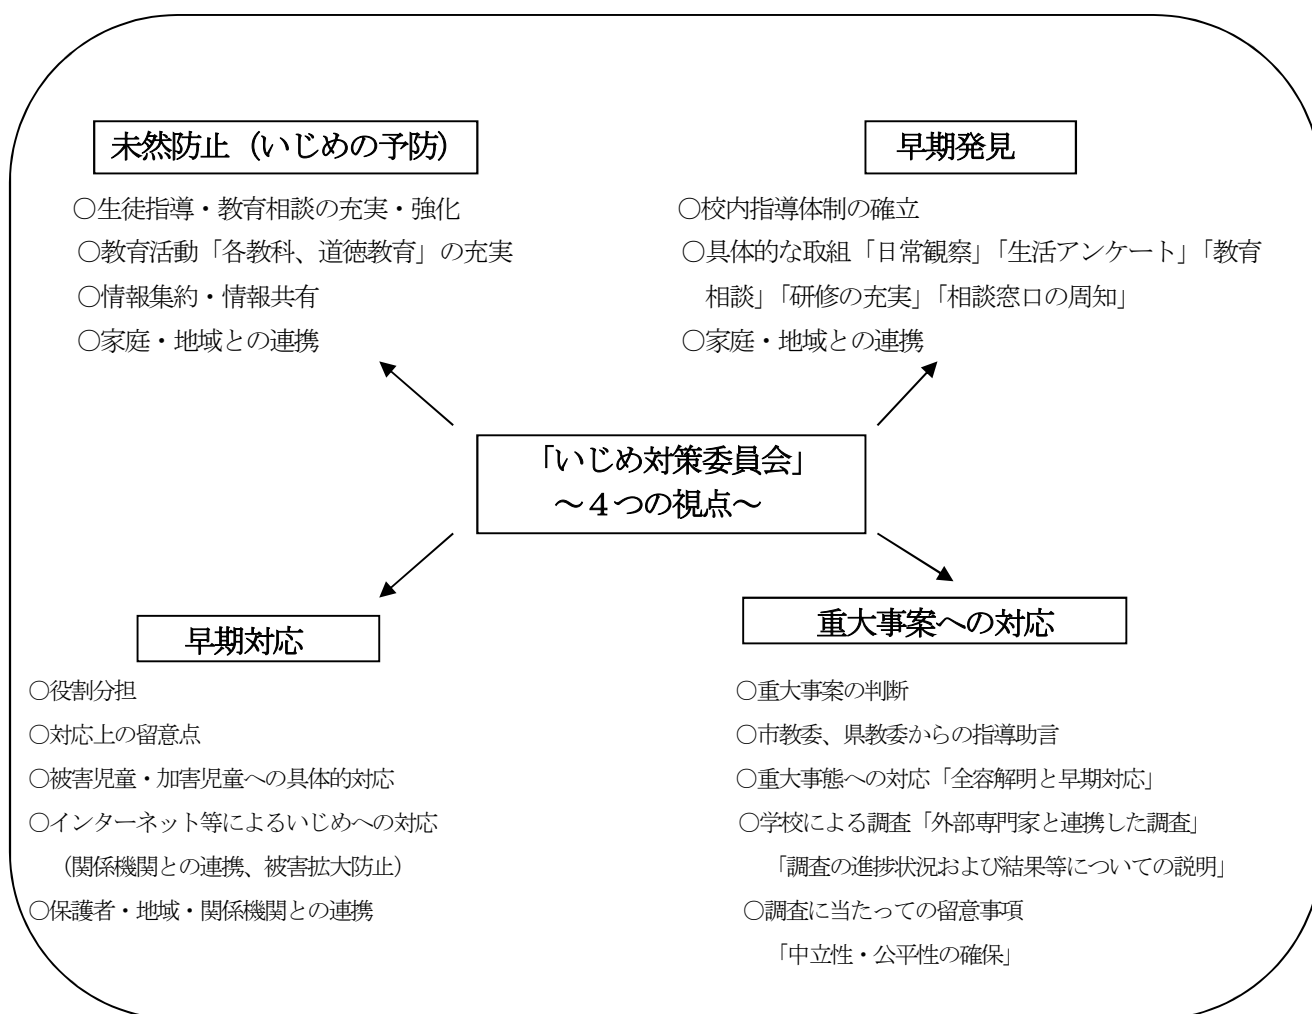 未然防止（いじめの予防）
○生徒指導・教育相談の充実・強化
○教育活動「各教科、道徳教育」の充実
○情報集約・情報共有
○家庭・地域との連携
早期発見
○校内指導体制の確立
○具体的な取組「日常観察」「生活アンケート」「教育
相談」「研修の充実」「相談窓口の周知」
○家庭・地域との連携
「いじめ対策委員会」
～４つの視点～
早期対応
○役割分担
○対応上の留意点
○被害児童・加害児童への具体的対応
○インターネット等によるいじめへの対応
（関係機関との連携、被害拡大防止）
○保護者・地域・関係機関との連携
重大事案への対応
○重大事案の判断
○市教委、県教委からの指導助言
○重大事態への対応「全容解明と早期対応」
○学校による調査「外部専門家と連携した調査」
「調査の進捗状況および結果等についての説明」
○調査に当たっての留意事項
「中立性・公平性の確保」